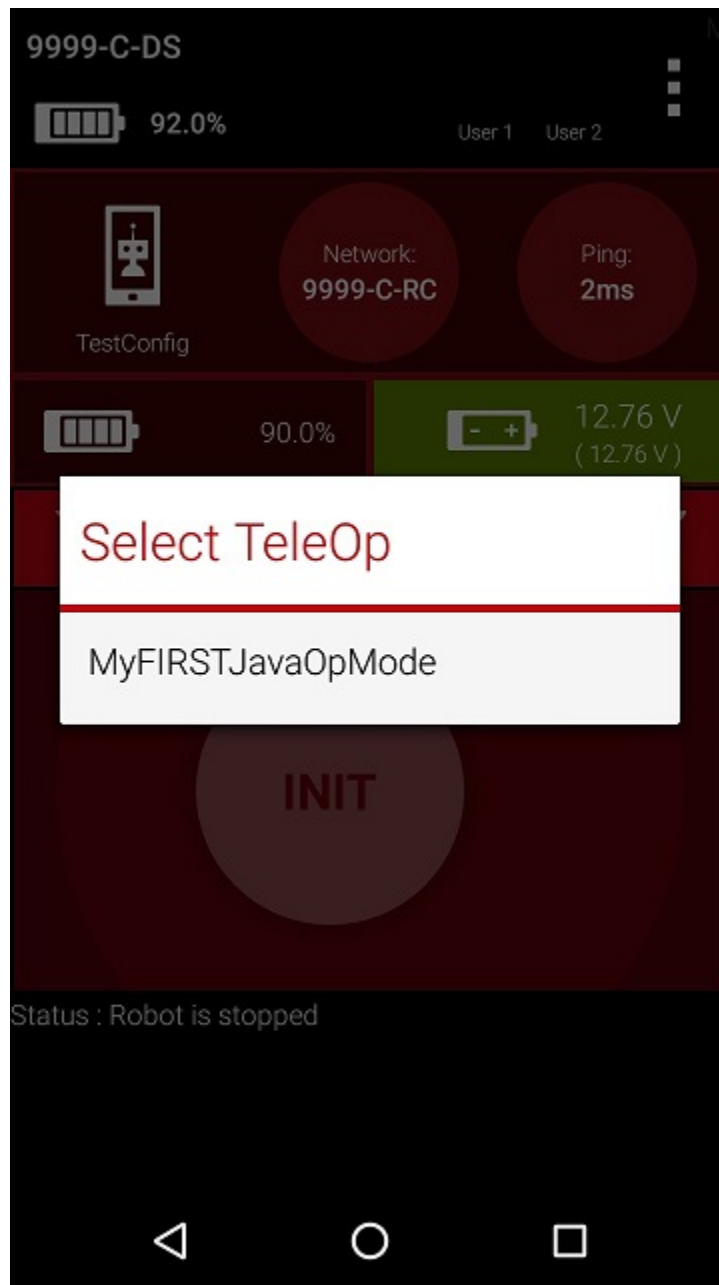 9999-C-DS
92.0%
User 1 User 2
Network:
9999-C-RC
Ping:
2ms
TestConfig
90.0%
12.76 V
( 12.76 V )
Select TeleOp
MyFIRSTJavaOpMode
INIT
Status : Robot is stopped